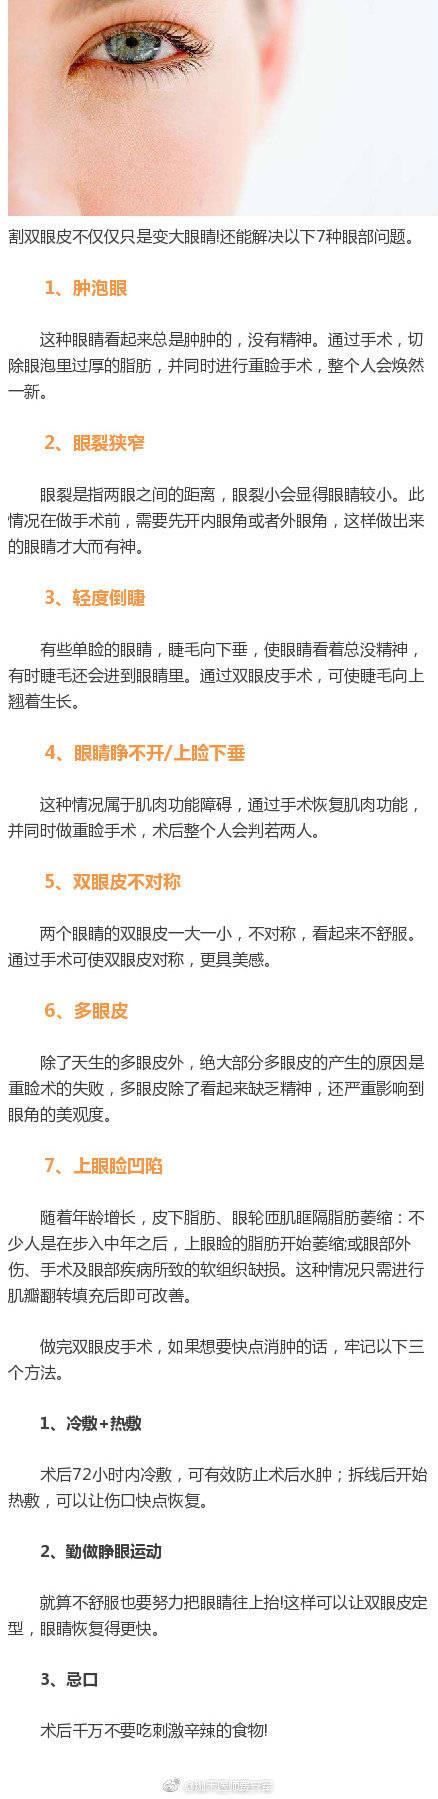 割双眼皮不仅仅只是变大眼睛!还能解决以下7种眼部问题。
1、肿泡眼
这种眼睛看起来总是肿肿的，没有精神。通过手术，切
除眼泡里过厚的脂肪，并同时进行重睑手术，整个人会焕然
一新。
2、眼裂狭窄
眼裂是指两眼之间的距离，眼裂小会显得眼睛较小。此
情况在做手术前，需要先开内眼角或者外眼角，这样做出来
的眼睛才大而有神。
3、轻度倒睫
有些单睑的眼睛，睫毛向下垂，使眼睛看着总没精神，
有时睫毛还会进到眼睛里。通过双眼皮手术，可使睫毛向上
翘着生长。
4、眼睛睁不开/上睑下垂
这种情况属于肌肉功能障碍，通过手术恢复肌肉功能，
并同时做重睑手术，术后整个人会判若两人。
5、双眼皮不对称
两个眼睛的双眼皮一大一小，不对称，看起来不舒服。
通过手术可使双眼皮对称，更具美感。
6、多眼皮
除了天生的多眼皮外，绝大部分多眼皮的产生的原因是
重睑术的失败，多眼皮除了看起来缺乏精神，还严重影响到
眼角的美观度。
7、上眼睑凹陷
随着年龄增长，皮下脂肪、眼轮匝肌眶隔脂肪萎缩：不
少人是在步入中年之后，上眼睑的脂肪开始萎缩;或眼部外
伤、手术及眼部疾病所致的软组织缺损。这种情况只需进行
肌瓣翻转填充后即可改善。
做完双眼皮手术，如果想要快点消肿的话，牢记以下三
个方法。
1、冷敷+热敷
术后72小时内冷敷，可有效防止术后水肿；拆线后开始
热敷，可以让伤口快点恢复。
2、勤做睁眼运动
就算不舒服也要努力把眼睛往上抬!这样可以让双眼皮定
型，眼睛恢复得更快。
3、忌口
术后千万不要吃刺激辛辣的食物!